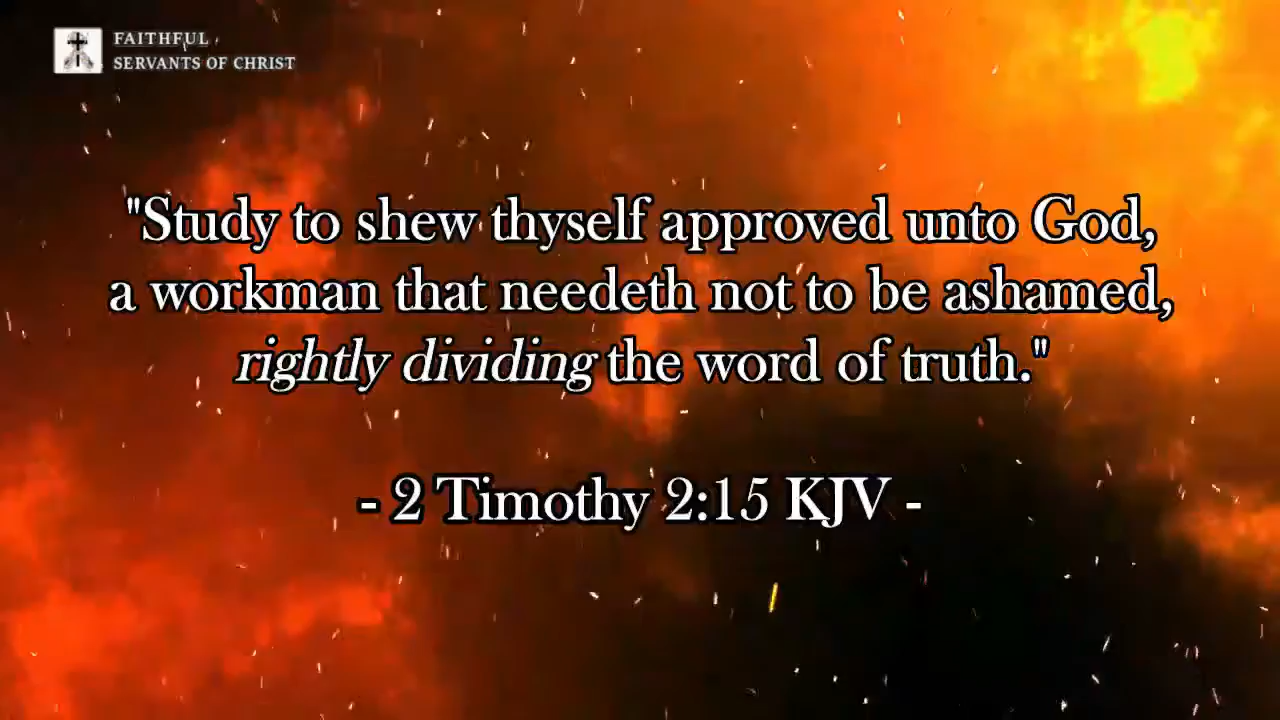 FAITHFUL
SERVANTS OF CHRIST
"Study to shew thyself approved unto God,
a workman that needeth not to be ashamed,
rightly dividing the word of truth."
- 2 Timothy 2:15 KJV -